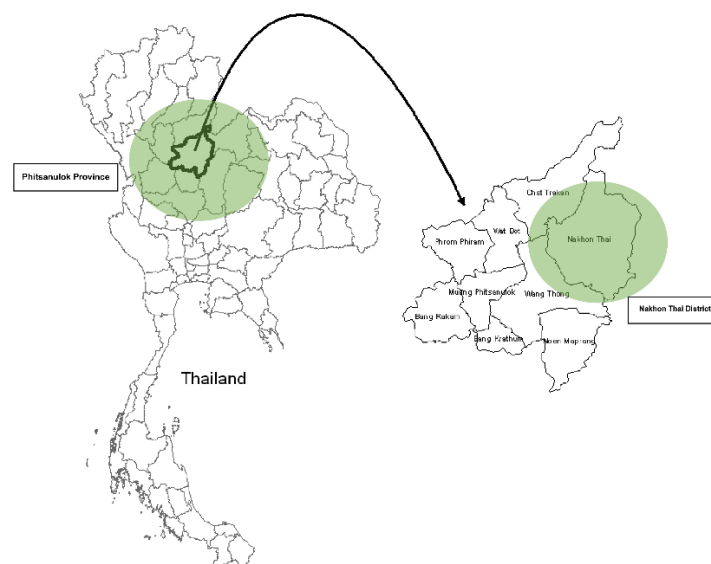 Phitsanulok Province
Thailand
Chat Trakan
Nakhon Thai
Wat Bot
Phrom Phiram
Muang Phitsanulok
Wang Thong
Bang Rakam
Bang Krathum
Noen Maprang
Nakhon Thai District